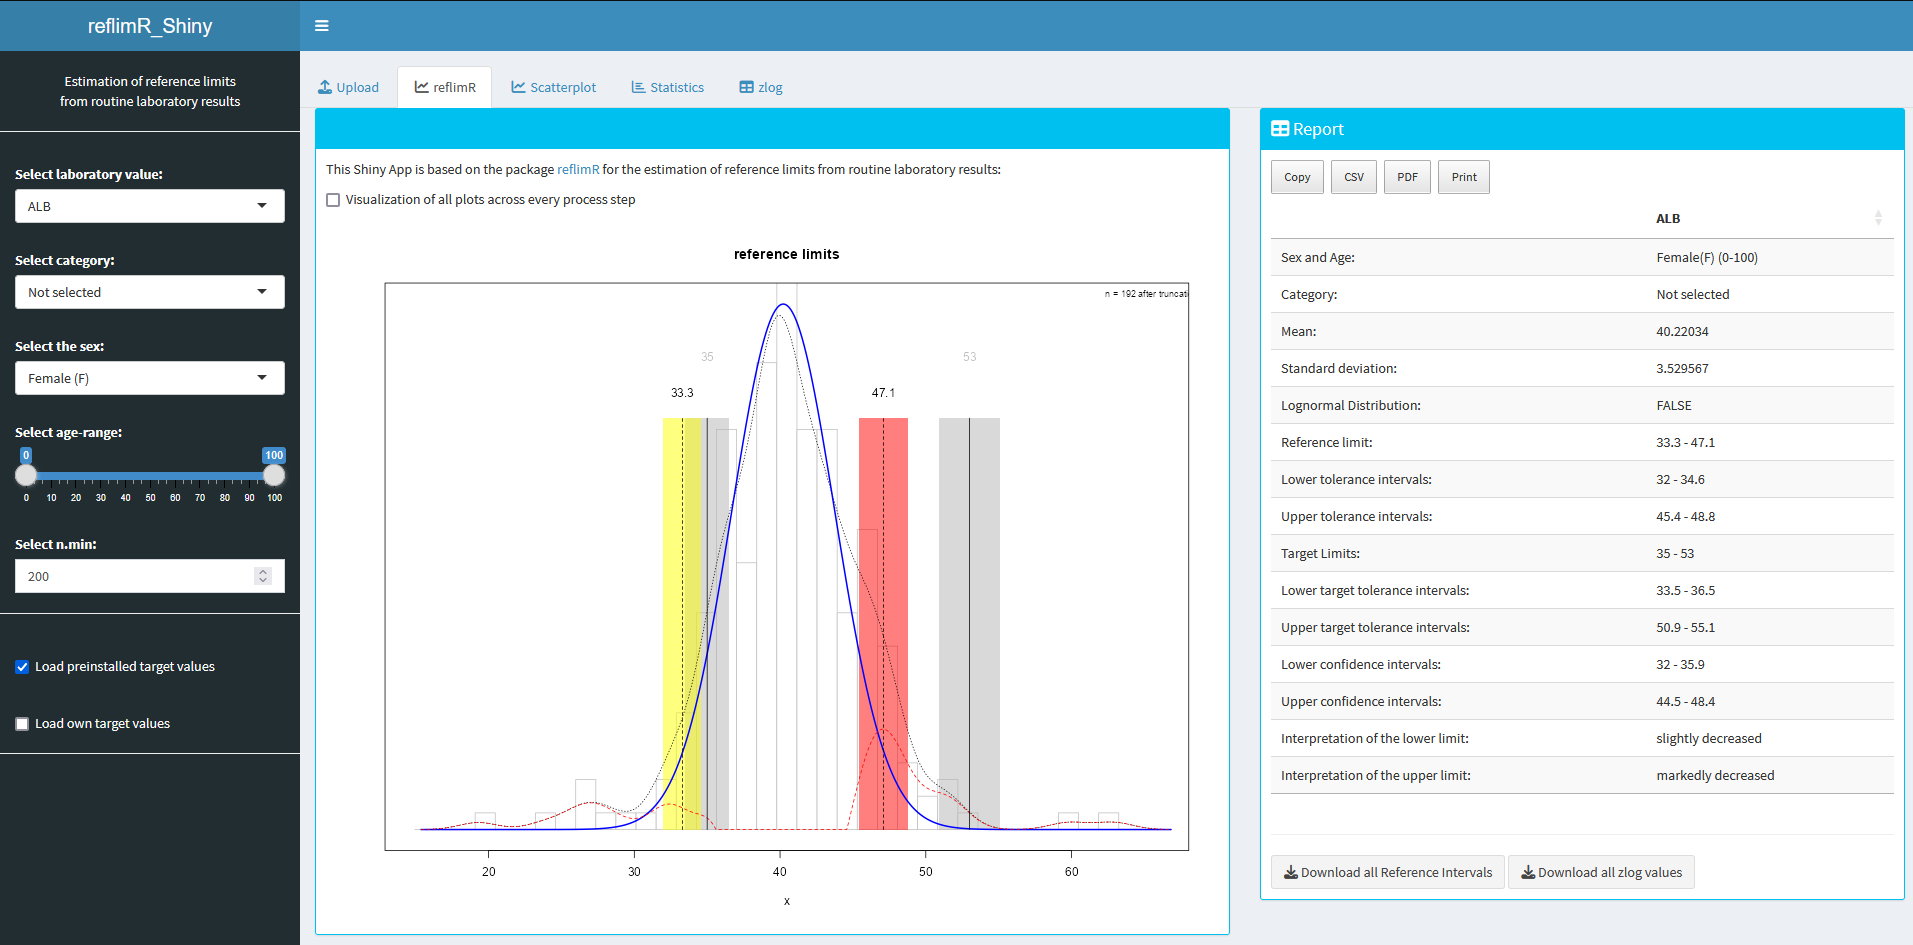 reflimR_Shiny
Estimation of reference limits
from routine laboratory results
Select laboratory value:
ALB
Select category:
Not selected
Select the sex:
Female (F)
Select age-range:
0 100
0 10 20 30 40 50 60 70 80 90 100
Select n.min:
200
Load preinstalled target values
Load own target values
Upload reflimR Scatterplot Statistics zlog
This Shiny App is based on the package reflimR for the estimation of reference limits from routine laboratory results:
Visualization of all plots across every process step
reference limits
n = 192 after truncati
35 53
33.3 47.1
20 30 40 50 60
x
Report
Copy CSV PDF Print
ALB
Sex and Age: Female(F) (0-100)
Category: Not selected
Mean: 40.22034
Standard deviation: 3.529567
Lognormal Distribution: FALSE
Reference limit: 33.3 - 47.1
Lower tolerance intervals: 32 - 34.6
Upper tolerance intervals: 45.4 - 48.8
Target Limits: 35 - 53
Lower target tolerance intervals: 33.5 - 36.5
Upper target tolerance intervals: 50.9 - 55.1
Lower confidence intervals: 32 - 35.9
Upper confidence intervals: 44.5 - 48.4
Interpretation of the lower limit: slightly decreased
Interpretation of the upper limit: markedly decreased
Download all Reference Intervals Download all zlog values